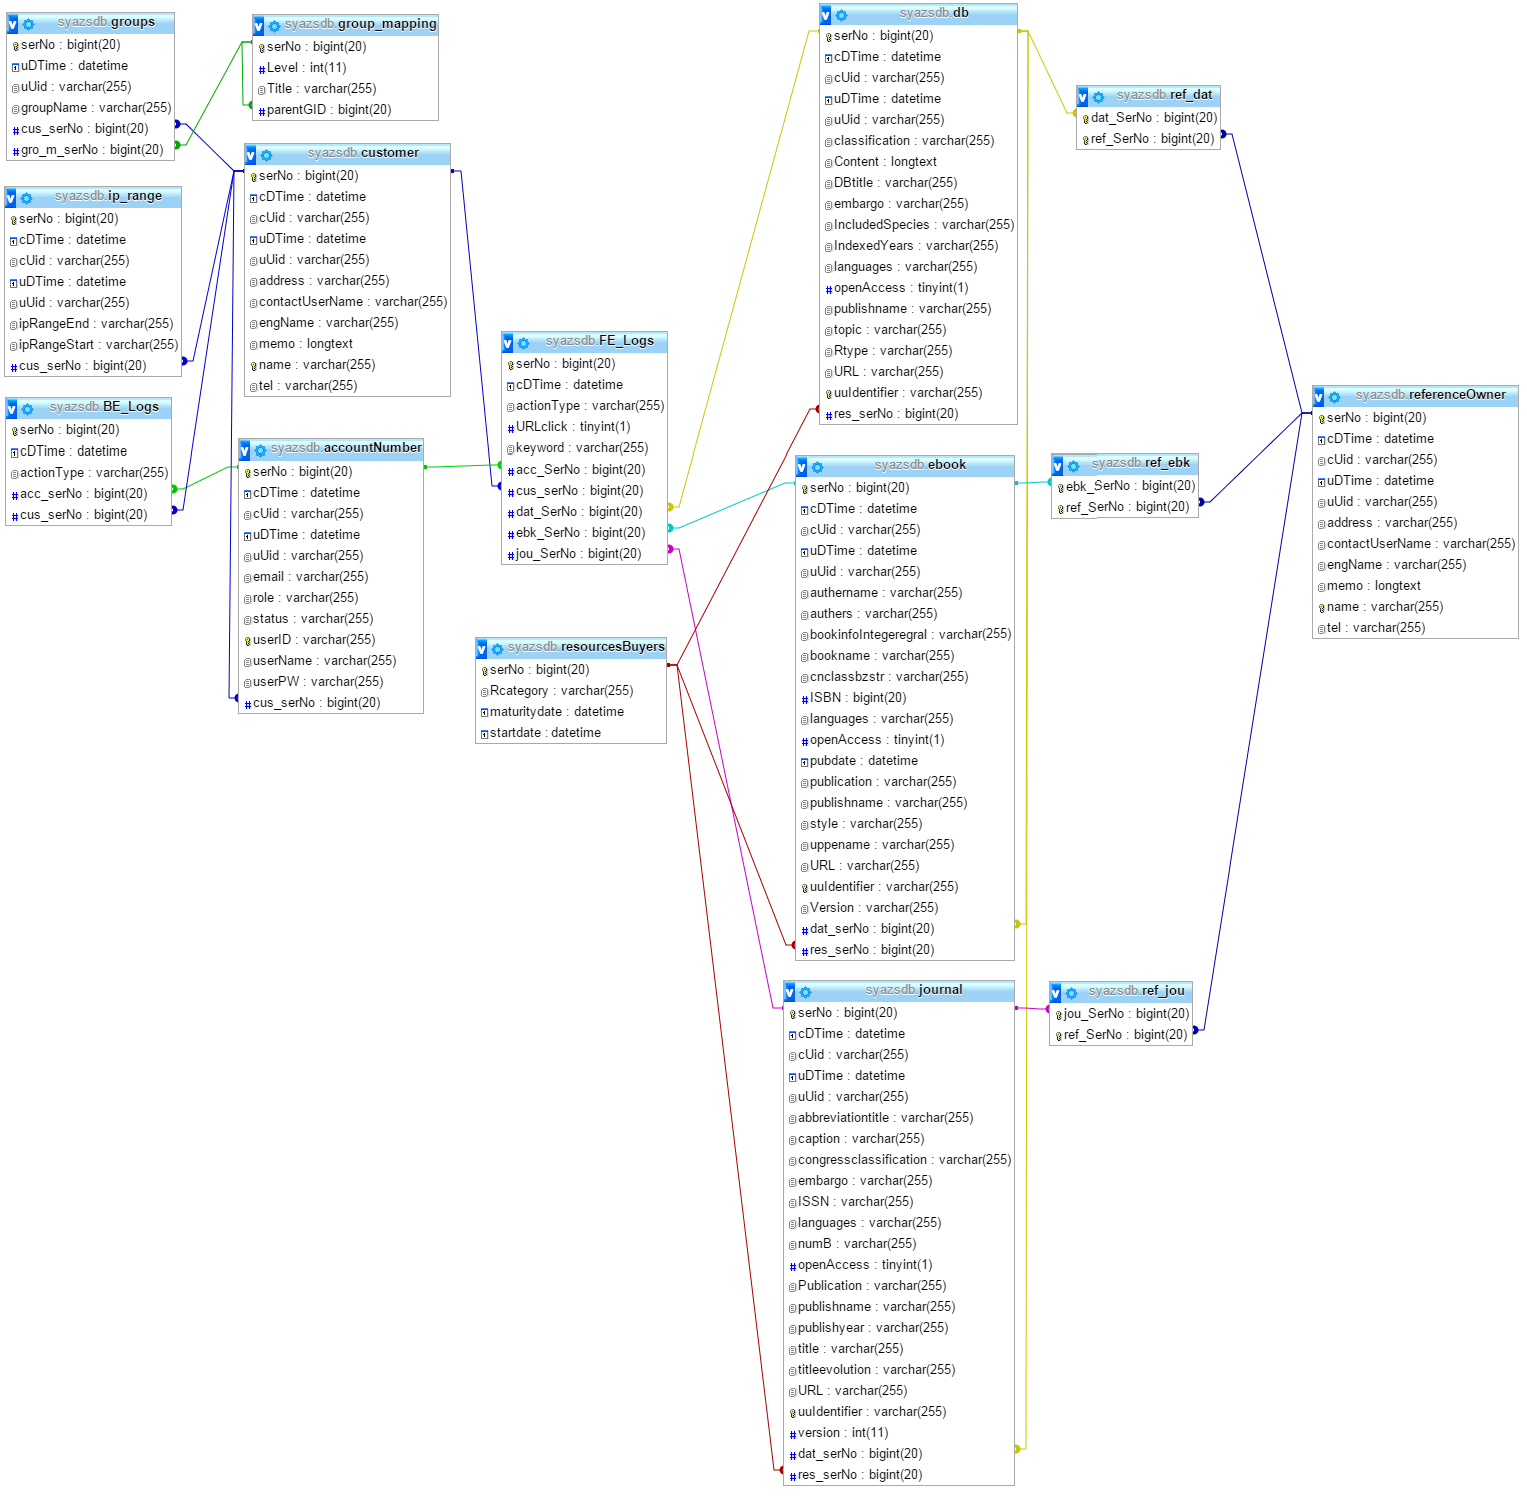 syazsdb.groups
serNo : bigint(20)
uDTime : datetime
uUid : varchar(255)
groupName : varchar(255)
cus_serNo : bigint(20)
gro_m_serNo : bigint(20)
syazsdb.group_mapping
serNo : bigint(20)
Level : int(11)
Title : varchar(255)
parentGID : bigint(20)
syazsdb.customer
serNo : bigint(20)
cDTime : datetime
cUid : varchar(255)
uDTime : datetime
uUid : varchar(255)
address : varchar(255)
contactUserName : varchar(255)
engName : varchar(255)
memo : longtext
name : varchar(255)
tel : varchar(255)
syazsdb.ip_range
serNo : bigint(20)
cDTime : datetime
cUid : varchar(255)
uDTime : datetime
uUid : varchar(255)
ipRangeEnd : varchar(255)
ipRangeStart : varchar(255)
cus_serNo : bigint(20)
syazsdb.BE_Logs
serNo : bigint(20)
cDTime : datetime
actionType : varchar(255)
acc_serNo : bigint(20)
cus_serNo : bigint(20)
syazsdb.accountNumber
serNo : bigint(20)
cDTime : datetime
cUid : varchar(255)
uDTime : datetime
uUid : varchar(255)
email : varchar(255)
role : varchar(255)
status : varchar(255)
userID : varchar(255)
userName : varchar(255)
userPW : varchar(255)
cus_serNo : bigint(20)
syazsdb.FE_Logs
serNo : bigint(20)
cDTime : datetime
actionType : varchar(255)
URLclick : tinyint(1)
keyword : varchar(255)
acc_SerNo : bigint(20)
cus_serNo : bigint(20)
dat_SerNo : bigint(20)
ebk_SerNo : bigint(20)
jou_SerNo : bigint(20)
syazsdb.resourcesBuyers
serNo : bigint(20)
Rcategory : varchar(255)
maturitydate : datetime
startdate : datetime
syazsdb.db
serNo : bigint(20)
cDTime : datetime
cUid : varchar(255)
uDTime : datetime
uUid : varchar(255)
classification : varchar(255)
Content : longtext
DBtitle : varchar(255)
embargo : varchar(255)
IncludedSpecies : varchar(255)
IndexedYears : varchar(255)
languages : varchar(255)
openAccess : tinyint(1)
publishname : varchar(255)
topic : varchar(255)
Rtype : varchar(255)
URL : varchar(255)
uuIdentifier : varchar(255)
res_serNo : bigint(20)
syazsdb.ebook
serNo : bigint(20)
cDTime : datetime
cUid : varchar(255)
uDTime : datetime
uUid : varchar(255)
authername : varchar(255)
authers : varchar(255)
bookinfoIntegeregral : varchar(255)
bookname : varchar(255)
cnclassbzstr : varchar(255)
ISBN : bigint(20)
languages : varchar(255)
openAccess : tinyint(1)
pubdate : datetime
publication : varchar(255)
publishname : varchar(255)
style : varchar(255)
uppename : varchar(255)
URL : varchar(255)
uuIdentifier : varchar(255)
Version : varchar(255)
dat_serNo : bigint(20)
res_serNo : bigint(20)
syazsdb.journal
serNo : bigint(20)
cDTime : datetime
cUid : varchar(255)
uDTime : datetime
uUid : varchar(255)
abbreviationtitle : varchar(255)
caption : varchar(255)
congressclassification : varchar(255)
embargo : varchar(255)
ISSN : varchar(255)
languages : varchar(255)
numB : varchar(255)
openAccess : tinyint(1)
Publication : varchar(255)
publishname : varchar(255)
publishyear : varchar(255)
title : varchar(255)
titleevolution : varchar(255)
URL : varchar(255)
uuIdentifier : varchar(255)
version : int(11)
dat_serNo : bigint(20)
res_serNo : bigint(20)
syazsdb.ref_dat
dat_SerNo : bigint(20)
ref_SerNo : bigint(20)
syazsdb.ref_ebk
ebk_SerNo : bigint(20)
ref_SerNo : bigint(20)
syazsdb.ref_jou
jou_SerNo : bigint(20)
ref_SerNo : bigint(20)
syazsdb.referenceOwner
serNo : bigint(20)
cDTime : datetime
cUid : varchar(255)
uDTime : datetime
uUid : varchar(255)
address : varchar(255)
contactUserName : varchar(255)
engName : varchar(255)
memo : longtext
name : varchar(255)
tel : varchar(255)